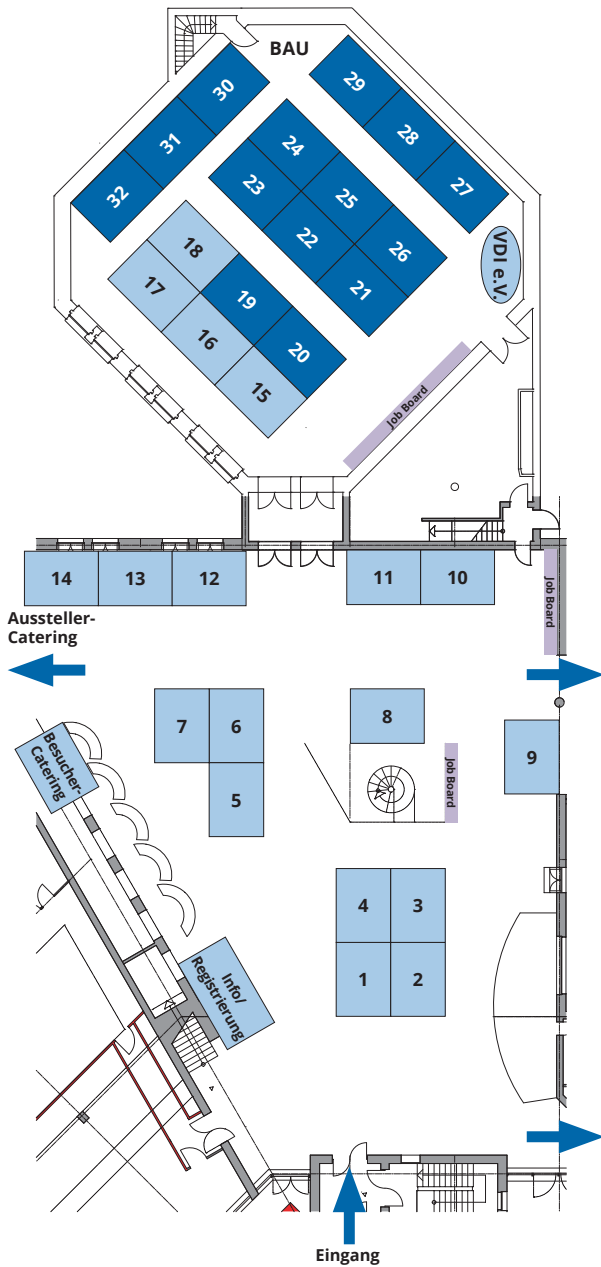 BAU
30
29
31
24
28
32
23
25
27
18
22
26
VDI e.V.
17
19
21
16
20
15
Job Board
14
13
12
11
10
Job Board
Aussteller-
Catering
7
6
8
9
Besucher-
Catering
5
Job Board
4
3
1
2
Info/
Registrierung
Eingang